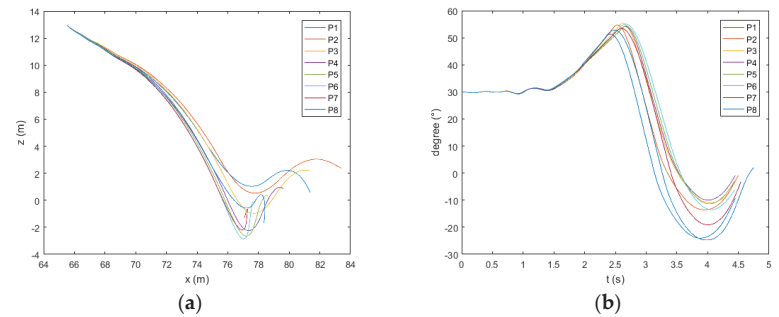 14
12
10
8
6
4
2
0
-2
-4
z (m)
64 66 68 70 72 74 76 78 80 82 84
x (m)
P1
P2
P3
P4
P5
P6
P7
P8
(a)
60
50
40
30
20
10
0
-10
-20
-30
degree (°)
0 0.5 1 1.5 2 2.5 3 3.5 4 4.5 5
t (s)
P1
P2
P3
P4
P5
P6
P7
P8
(b)